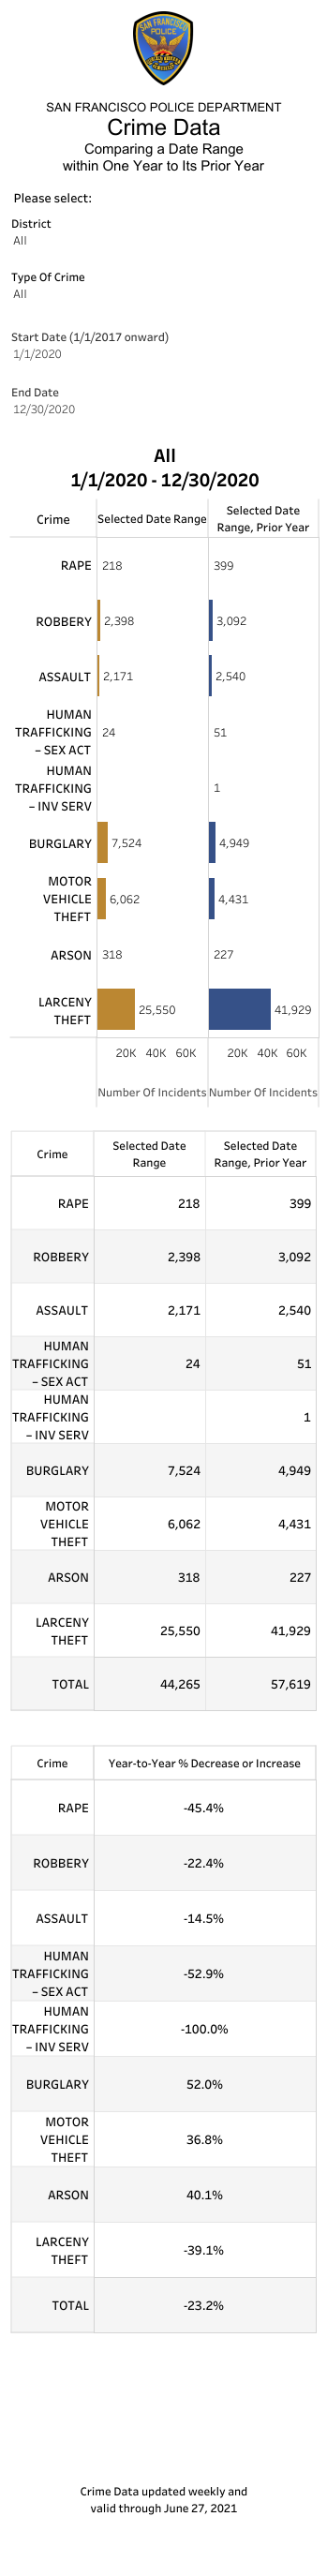 SAN FRANCISCO
POLICE
SAN FRANCISCO POLICE DEPARTMENT
Crime Data
Comparing a Date Range
within One Year to Its Prior Year
Please select:
District
All
Type Of Crime
All
Start Date (1/1/2017 onward)
1/1/2020
End Date
12/30/2020
All
1/1/2020 - 12/30/2020
Crime Selected Date Range Selected Date
Range, Prior Year
RAPE 218 399
ROBBERY 2,398 3,092
ASSAULT 2,171 2,540
HUMAN
TRAFFICKING 24 51
– SEX ACT
HUMAN
TRAFFICKING 1
– INV SERV
BURGLARY 7,524 4,949
MOTOR
VEHICLE 6,062 4,431
THEFT
ARSON 318 227
LARCENY
THEFT 25,550 41,929
20K 40K 60K 20K 40K 60K
Number Of Incidents Number Of Incidents
Crime Selected Date
Range Selected Date
Range, Prior Year
RAPE 218 399
ROBBERY 2,398 3,092
ASSAULT 2,171 2,540
HUMAN
TRAFFICKING 24 51
– SEX ACT
HUMAN
TRAFFICKING 1
– INV SERV
BURGLARY 7,524 4,949
MOTOR
VEHICLE 6,062 4,431
THEFT
ARSON 318 227
LARCENY
THEFT 25,550 41,929
TOTAL 44,265 57,619
Crime Year-to-Year % Decrease or Increase
RAPE -45.4%
ROBBERY -22.4%
ASSAULT -14.5%
HUMAN
TRAFFICKING -52.9%
– SEX ACT
HUMAN
TRAFFICKING -100.0%
– INV SERV
BURGLARY 52.0%
MOTOR
VEHICLE 36.8%
THEFT
ARSON 40.1%
LARCENY
THEFT -39.1%
TOTAL -23.2%
Crime Data updated weekly and
valid through June 27, 2021